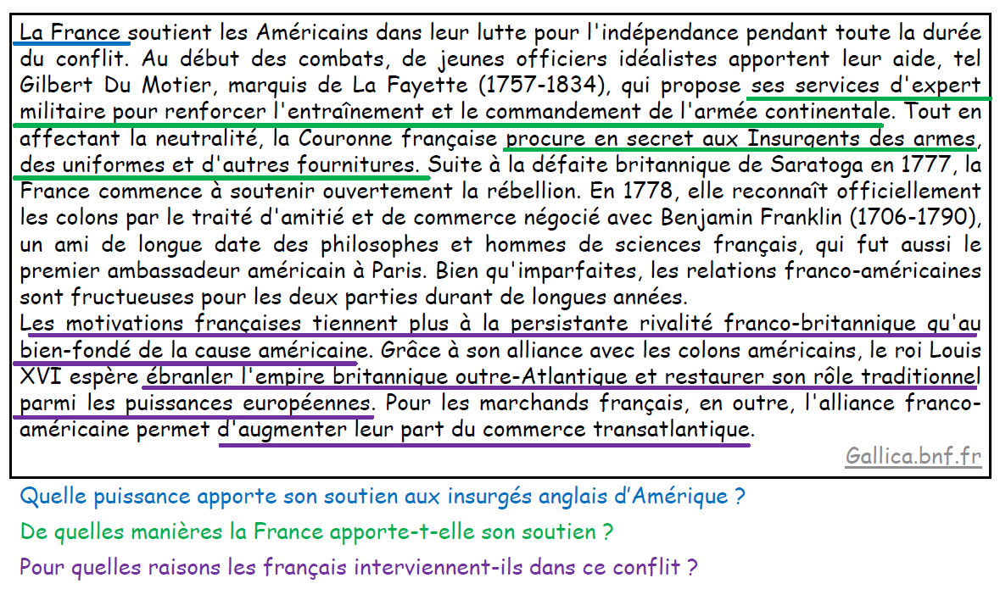 La France soutient les Américains dans leur lutte pour l'indépendance pendant toute la durée
du conflit. Au début des combats, de jeunes officiers idéalistes apportent leur aide, tel
Gilbert Du Motier, marquis de La Fayette (1757-1834), qui propose ses services d'expert
militaire pour renforcer l'entraînement et le commandement de l'armée continentale. Tout en
affectant la neutralité, la Couronne française procure en secret aux Insurgents des armes,
des uniformes et d'autres fournitures. Suite à la défaite britannique de Saratoga en 1777, la
France commence à soutenir ouvertement la rébellion. En 1778, elle reconnaît officiellement
les colons par le traité d'amitié et de commerce négocié avec Benjamin Franklin (1706-1790),
un ami de longue date des philosophes et hommes de sciences français, qui fut aussi le
premier ambassadeur américain à Paris. Bien qu'imparfaites, les relations franco-américaines
sont fructueuses pour les deux parties durant de longues années.
Les motivations françaises tiennent plus à la persistante rivalité franco-britannique qu'au
bien-fondé de la cause américaine. Grâce à son alliance avec les colons américains, le roi Louis
XVI espère ébranler l'empire britannique outre-Atlantique et restaurer son rôle traditionnel
parmi les puissances européennes. Pour les marchands français, en outre, l'alliance franco-
américaine permet d'augmenter leur part du commerce transatlantique.
Gallica.bnf.fr
Quelle puissance apporte son soutien aux insurgés anglais d’Amérique ?
De quelles manières la France apporte-t-elle son soutien ?
Pour quelles raisons les français interviennent-ils dans ce conflit ?